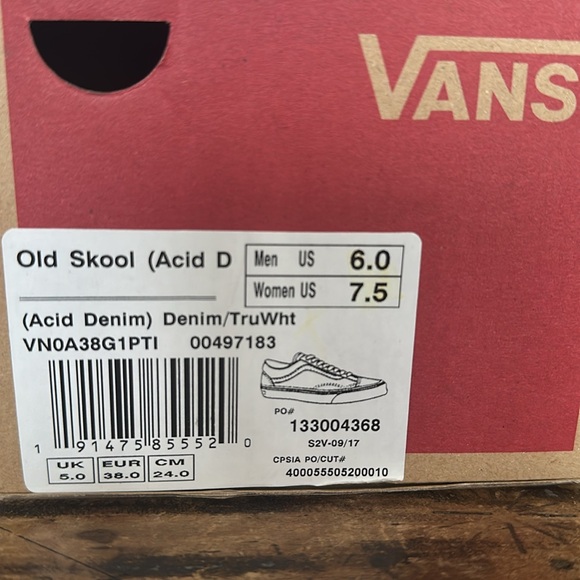 VANS
Old Skool (Acid D
Men US 6.0
Women US 7.5
(Acid Denim) Denim/TruWht
VN0A38G1PTI 00497183
PO#
133004368
S2V-09/17
1 91475 85552 0
CPSIA PO/CUT#
400055505200010
UK EUR CM
5.0 38.0 24.0